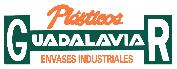 Plásticos
GUADALAVIAR
ENVASES INDUSTRIALES